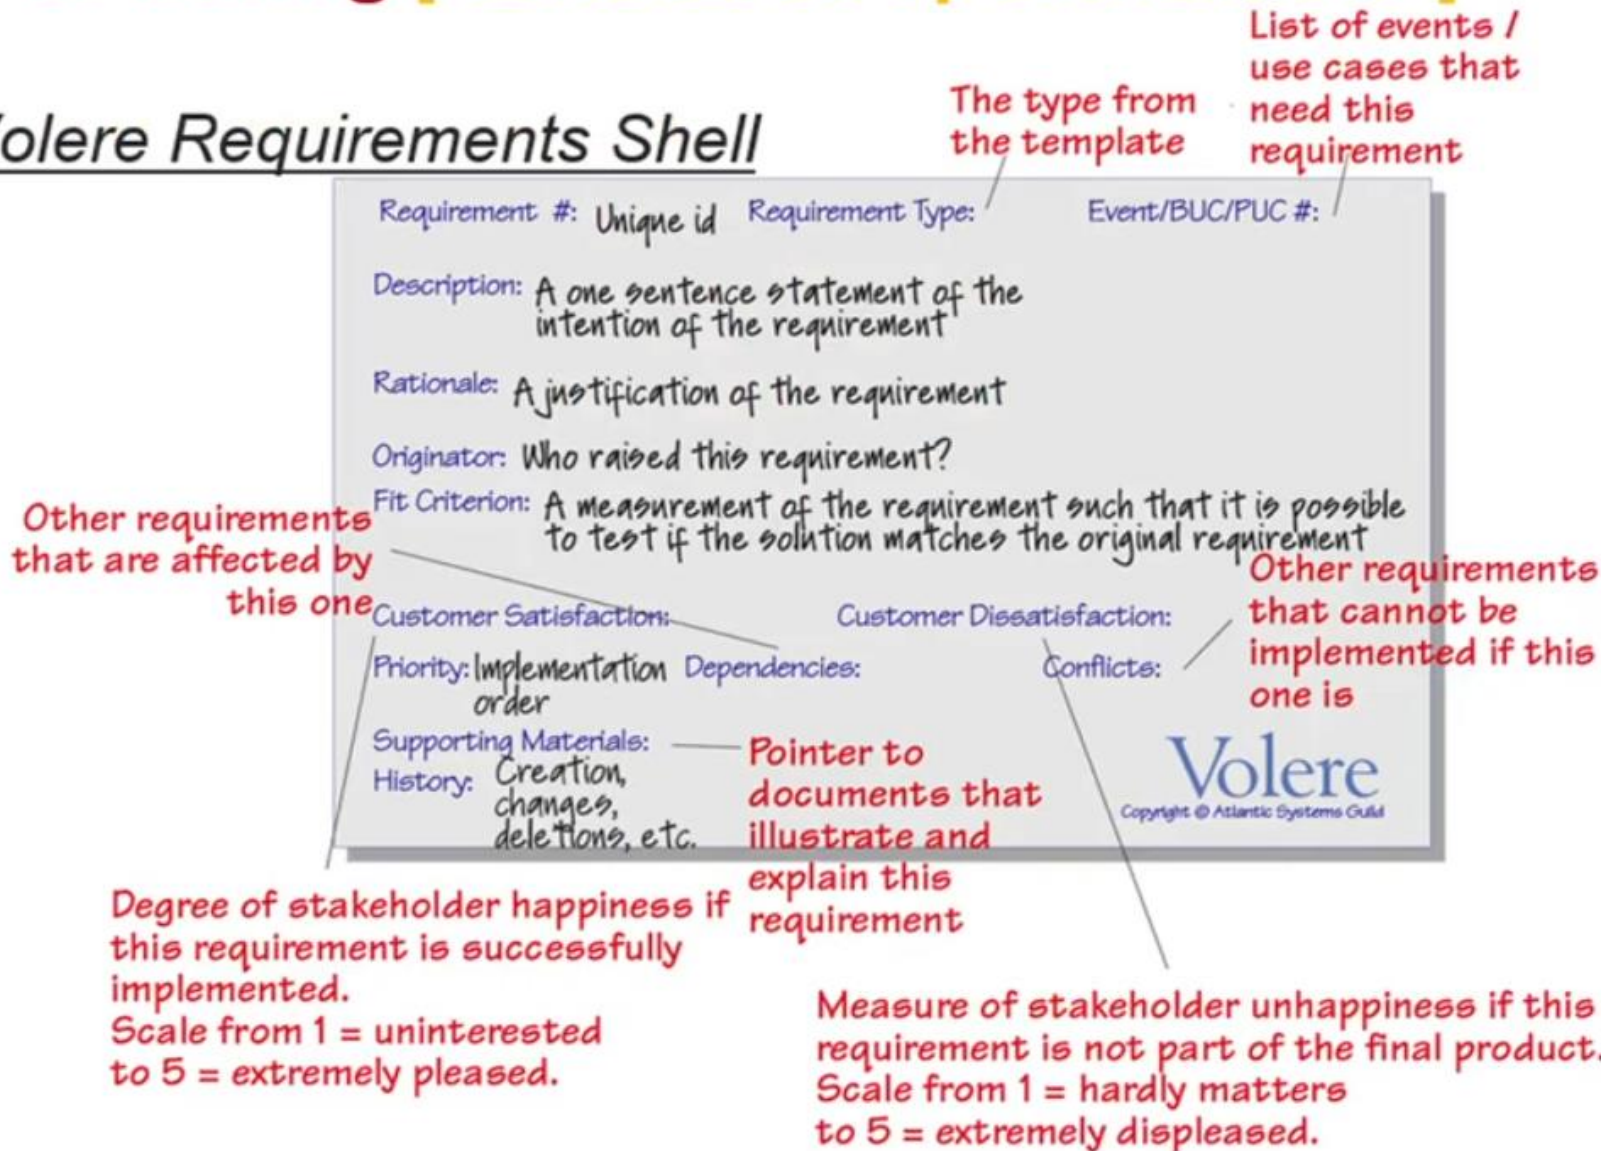 List of events /
use cases that
The type from need this
the template requirement
olere Requirements Shell
Requirement #: Unique id Requirement Type: Event/BUC/PUC #:
Description: A one sentence statement of the
intention of the requirement
Rationale: A justification of the requirement
Originator: Who raised this requirement?
Fit Criterion: A measurement of the requirement such that it is possible
to test if the solution matches the original requirement
Other requirements
that are affected by
this one
Other requirements
that cannot be
implemented if this
one is
Customer Satisfaction: Customer Dissatisfaction:
Priority: Implementation Dependencies: Conflicts:
order
Supporting Materials:
History: Creation,
changes,
deletions, etc.
Pointer to
documents that
illustrate and
explain this
requirement
Volere
Copyright © Atlantic Systems Guild
Degree of stakeholder happiness if
this requirement is successfully
implemented.
Scale from 1 = uninterested
to 5 = extremely pleased.
Measure of stakeholder unhappiness if this
requirement is not part of the final product.
Scale from 1 = hardly matters
to 5 = extremely displeased.